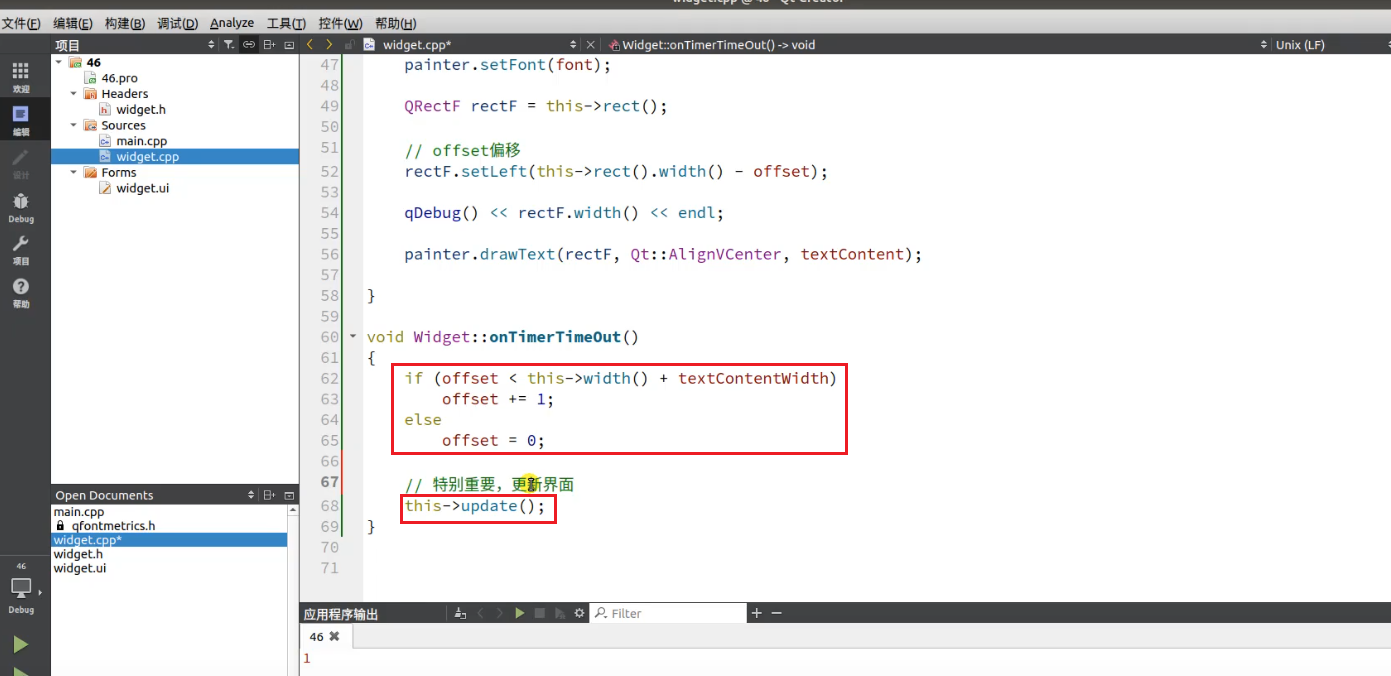 文件(F) 编辑(E) 构建(B) 调试(D) Analyze 工具(T) 控件(W) 帮助(H)
项目
widget.cpp*
Widget::onTimerTimeOut() -> void
Unix (LF)
欢迎
编辑
设计
Debug
项目
帮助
46
Debug
46
46.pro
Headers
widget.h
Sources
main.cpp
widget.cpp
Forms
widget.ui
Open Documents
main.cpp
qfontmetrics.h
widget.cpp*
widget.h
widget.ui
47 painter.setFont(font);
48
49 QRectF rectF = this->rect();
50
51 // offset偏移
52 rectF.setLeft(this->rect().width() - offset);
53
54 qDebug() << rectF.width() << endl;
55
56 painter.drawText(rectF, Qt::AlignVCenter, textContent);
57
58 }
59
60 void Widget::onTimerTimeOut()
61 {
62 if (offset < this->width() + textContentWidth)
63 offset += 1;
64 else
65 offset = 0;
66
67 // 特别重要，更新界面
68 this->update();
69 }
70
71
应用程序输出
Filter
46
1